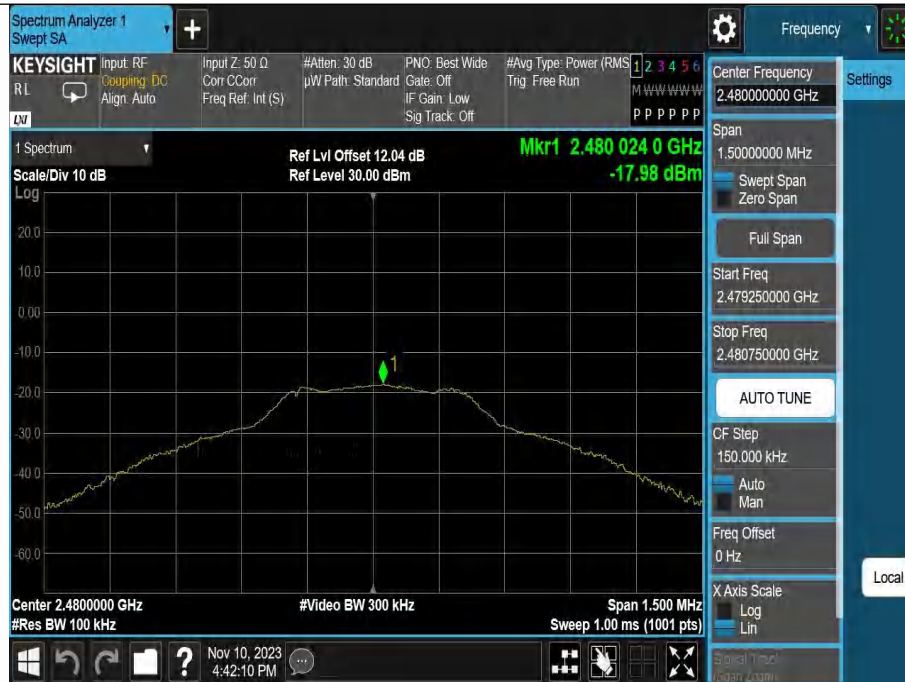 Spectrum Analyzer 1
Swept SA
KEYSIGHT
RL
LXI
Input: RF
Coupling: DC
Align: Auto
Input Z: 50 Ω
Corr CCorr
Freq Ref: Int (S)
#Atten: 30 dB
µW Path: Standard
PNO: Best Wide
Gate: Off
IF Gain: Low
Sig Track: Off
#Avg Type: Power (RMS
Trig: Free Run
1 2 3 4 5 6
M W W W W W
P P P P P P
1 Spectrum
Scale/Div 10 dB
Ref Lvl Offset 12.04 dB
Ref Level 30.00 dBm
Mkr1 2.480 024 0 GHz
-17.98 dBm
Log
20.0
10.0
0.00
-10.0
-20.0
-30.0
-40.0
-50.0
-60.0
1
Center 2.4800000 GHz
#Res BW 100 kHz
#Video BW 300 kHz
Span 1.500 MHz
Sweep 1.00 ms (1001 pts)
?
Nov 10, 2023
4:42:10 PM
Frequency
Settings
Center Frequency
2.480000000 GHz
Span
1.50000000 MHz
Swept Span
Zero Span
Full Span
Start Freq
2.479250000 GHz
Stop Freq
2.480750000 GHz
AUTO TUNE
CF Step
150.000 kHz
Auto
Man
Freq Offset
0 Hz
X Axis Scale
Log
Lin
Signal Track
(Span Zoom)
Local